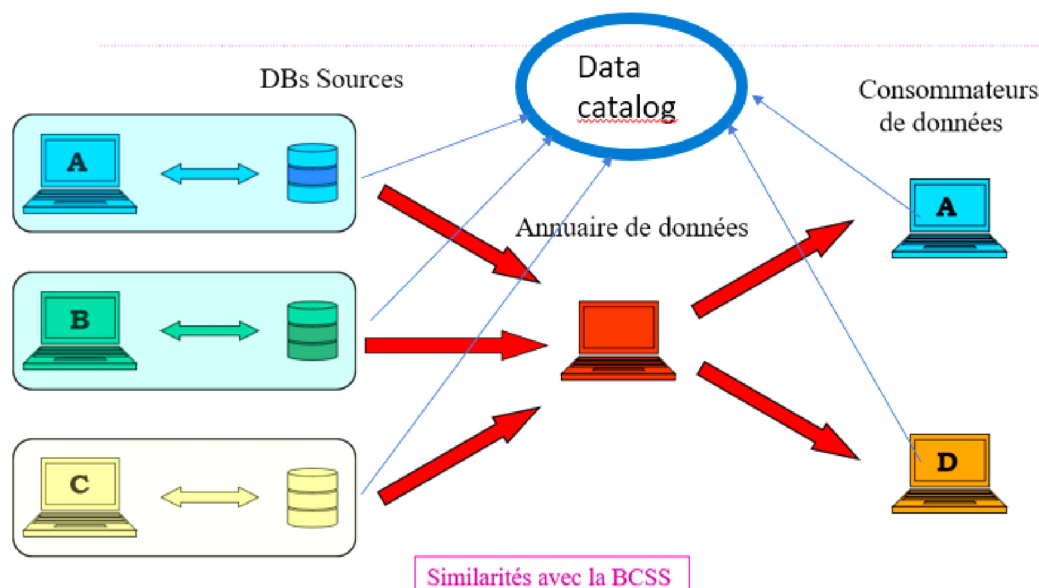 DBs Sources
Data
catalog
Consommateurs
de données
A
A
Annuaire de données
B
C
D
Similarités avec la BCSS